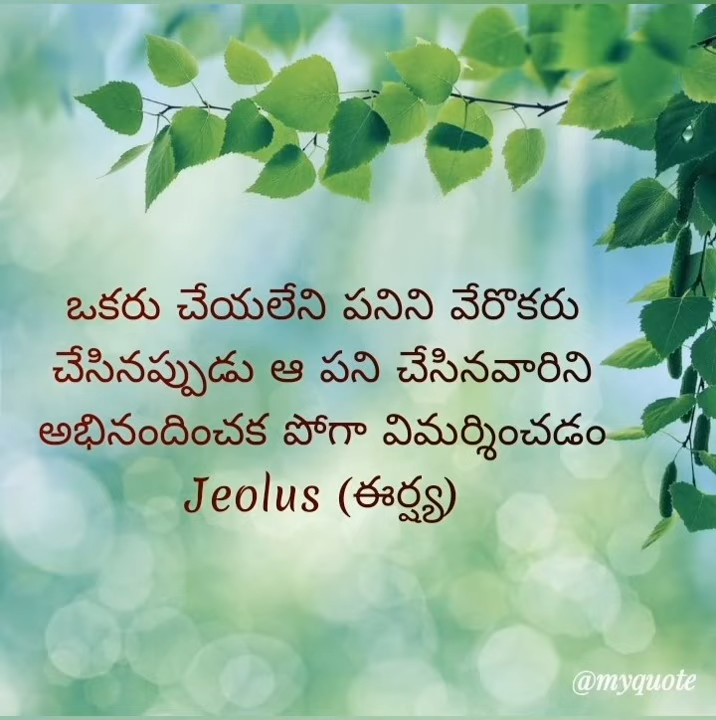 ఒకరు చేయలేని పనిని వేరొకరు
చేసినప్పుడు ఆ పని చేసినవారిని
అభినందించక పోగా విమర్శించడం
Jeolus (ఈర్ష్య)
@myquote